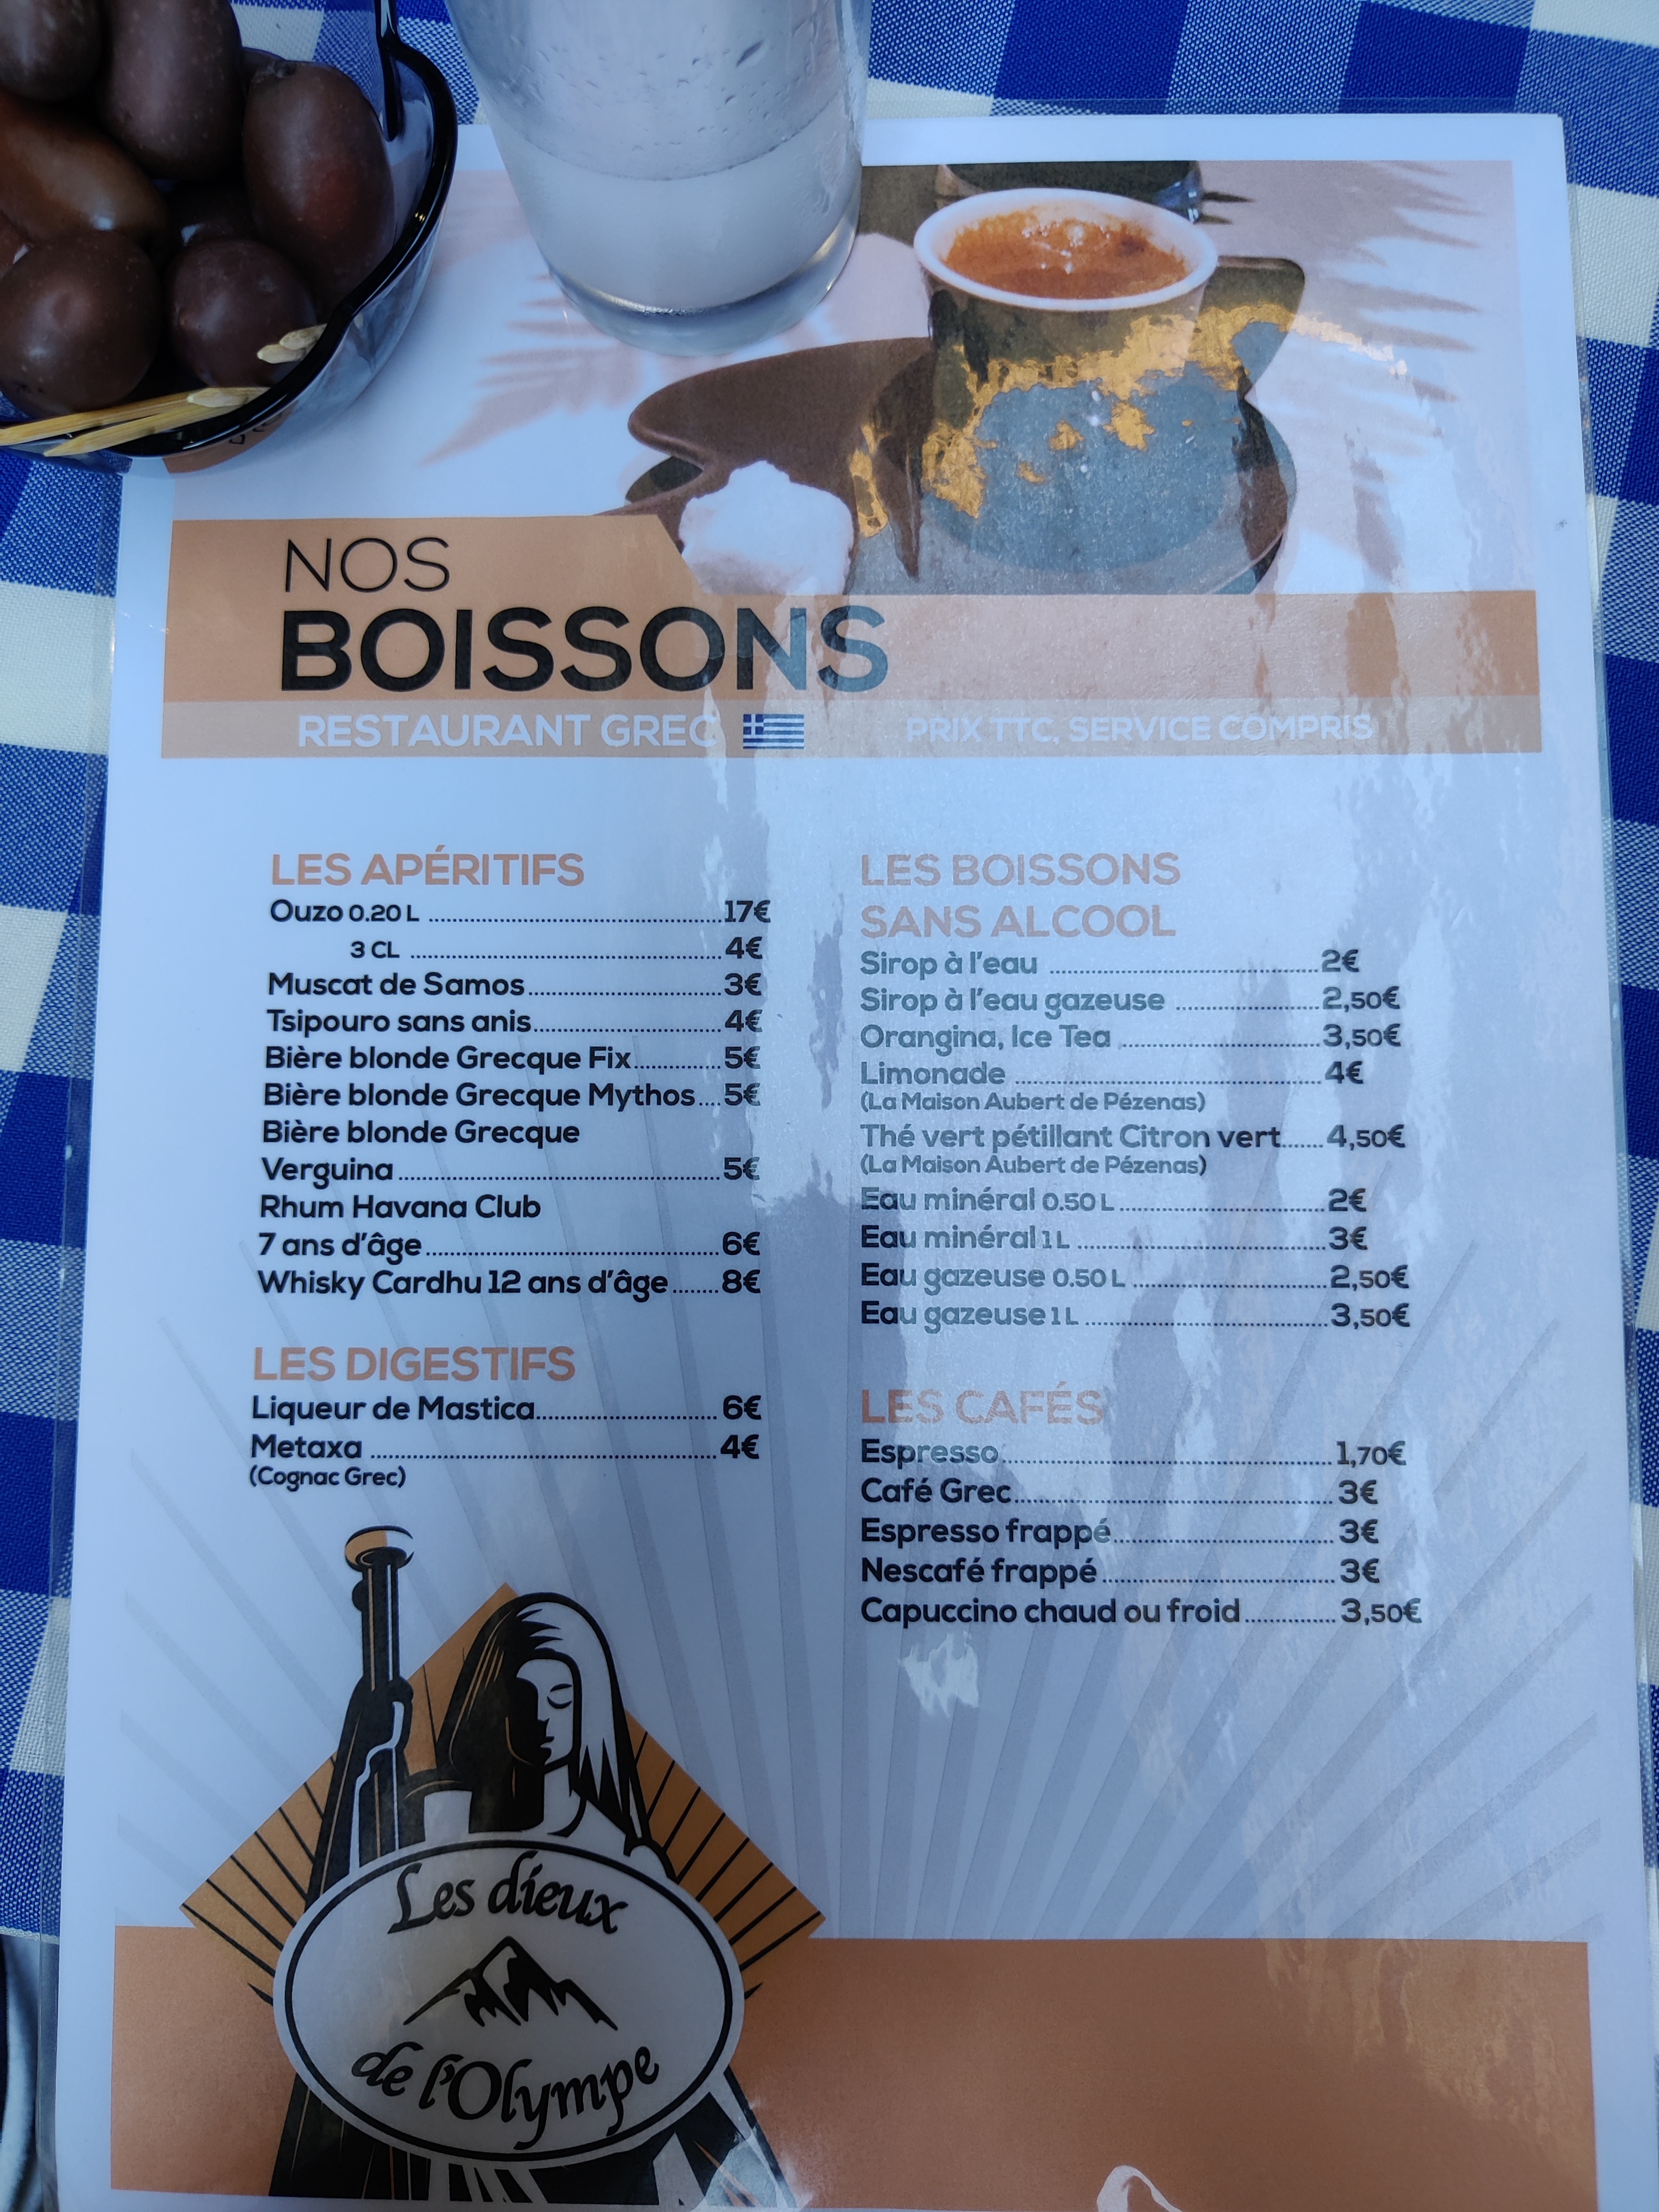 NOS
BOISSONS
RESTAURANT GREC
PRIX TTC, SERVICE COMPRIS
LES APÉRITIFS
Ouzo 0.20 L ........ 17€
3 CL ........ 4€
Muscat de Samos ........ 3€
Tsipouro sans anis ........ 4€
Bière blonde Grecque Fix ........ 5€
Bière blonde Grecque Mythos .... 5€
Bière blonde Grecque
Verguina ........ 5€
Rhum Havana Club
7 ans d'âge ........ 6€
Whisky Cardhu 12 ans d'âge ........ 8€
LES DIGESTIFS
Liqueur de Mastica ........ 6€
Metaxa ........ 4€
(Cognac Grec)
LES BOISSONS
SANS ALCOOL
Sirop à l'eau ........ 2€
Sirop à l'eau gazeuse ........ 2,50€
Orangina, Ice Tea ........ 3,50€
Limonade ........ 4€
(La Maison Aubert de Pézenas)
Thé vert pétillant Citron vert ...... 4,50€
(La Maison Aubert de Pézenas)
Eau minéral 0.50 L ........ 2€
Eau minéral 1 L ........ 3€
Eau gazeuse 0.50 L ........ 2,50€
Eau gazeuse 1 L ........ 3,50€
LES CAFÉS
Espresso ........ 1,70€
Café Grec ........ 3€
Espresso frappé ........ 3€
Nescafé frappé ........ 3€
Capuccino chaud ou froid ........ 3,50€
Les dieux
de l'Olympe